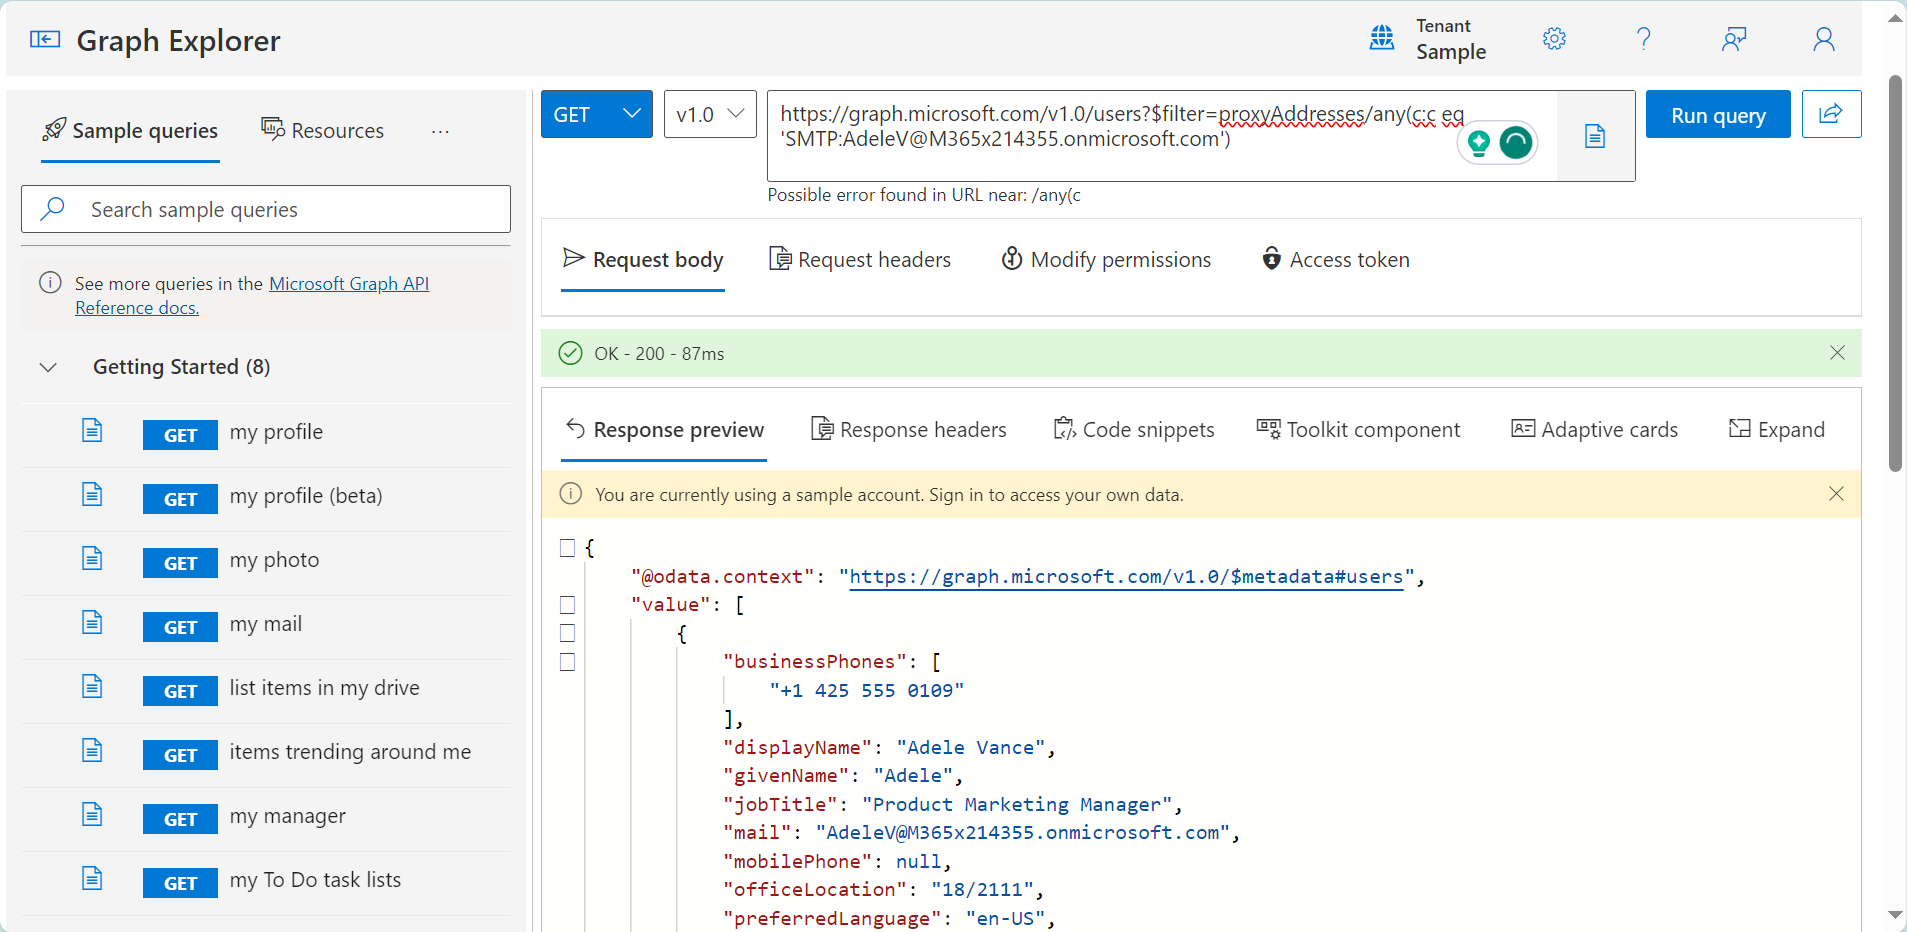 Graph Explorer
Tenant
Sample
Sample queries
Resources
...
Search sample queries
See more queries in the Microsoft Graph API
Reference docs.
Getting Started (8)
GET my profile
GET my profile (beta)
GET my photo
GET my mail
GET list items in my drive
GET items trending around me
GET my manager
GET my To Do task lists
GET
v1.0
https://graph.microsoft.com/v1.0/users?$filter=proxyAddresses/any(c:c eq
'SMTP:AdeleV@M365x214355.onmicrosoft.com')
Run query
Possible error found in URL near: /any(c
Request body
Request headers
Modify permissions
Access token
OK - 200 - 87ms
Response preview
Response headers
Code snippets
Toolkit component
Adaptive cards
Expand
You are currently using a sample account. Sign in to access your own data.
{
"@odata.context": "https://graph.microsoft.com/v1.0/$metadata#users",
"value": [
{
"businessPhones": [
"+1 425 555 0109"
],
"displayName": "Adele Vance",
"givenName": "Adele",
"jobTitle": "Product Marketing Manager",
"mail": "AdeleV@M365x214355.onmicrosoft.com",
"mobilePhone": null,
"officeLocation": "18/2111",
"preferredLanguage": "en-US",